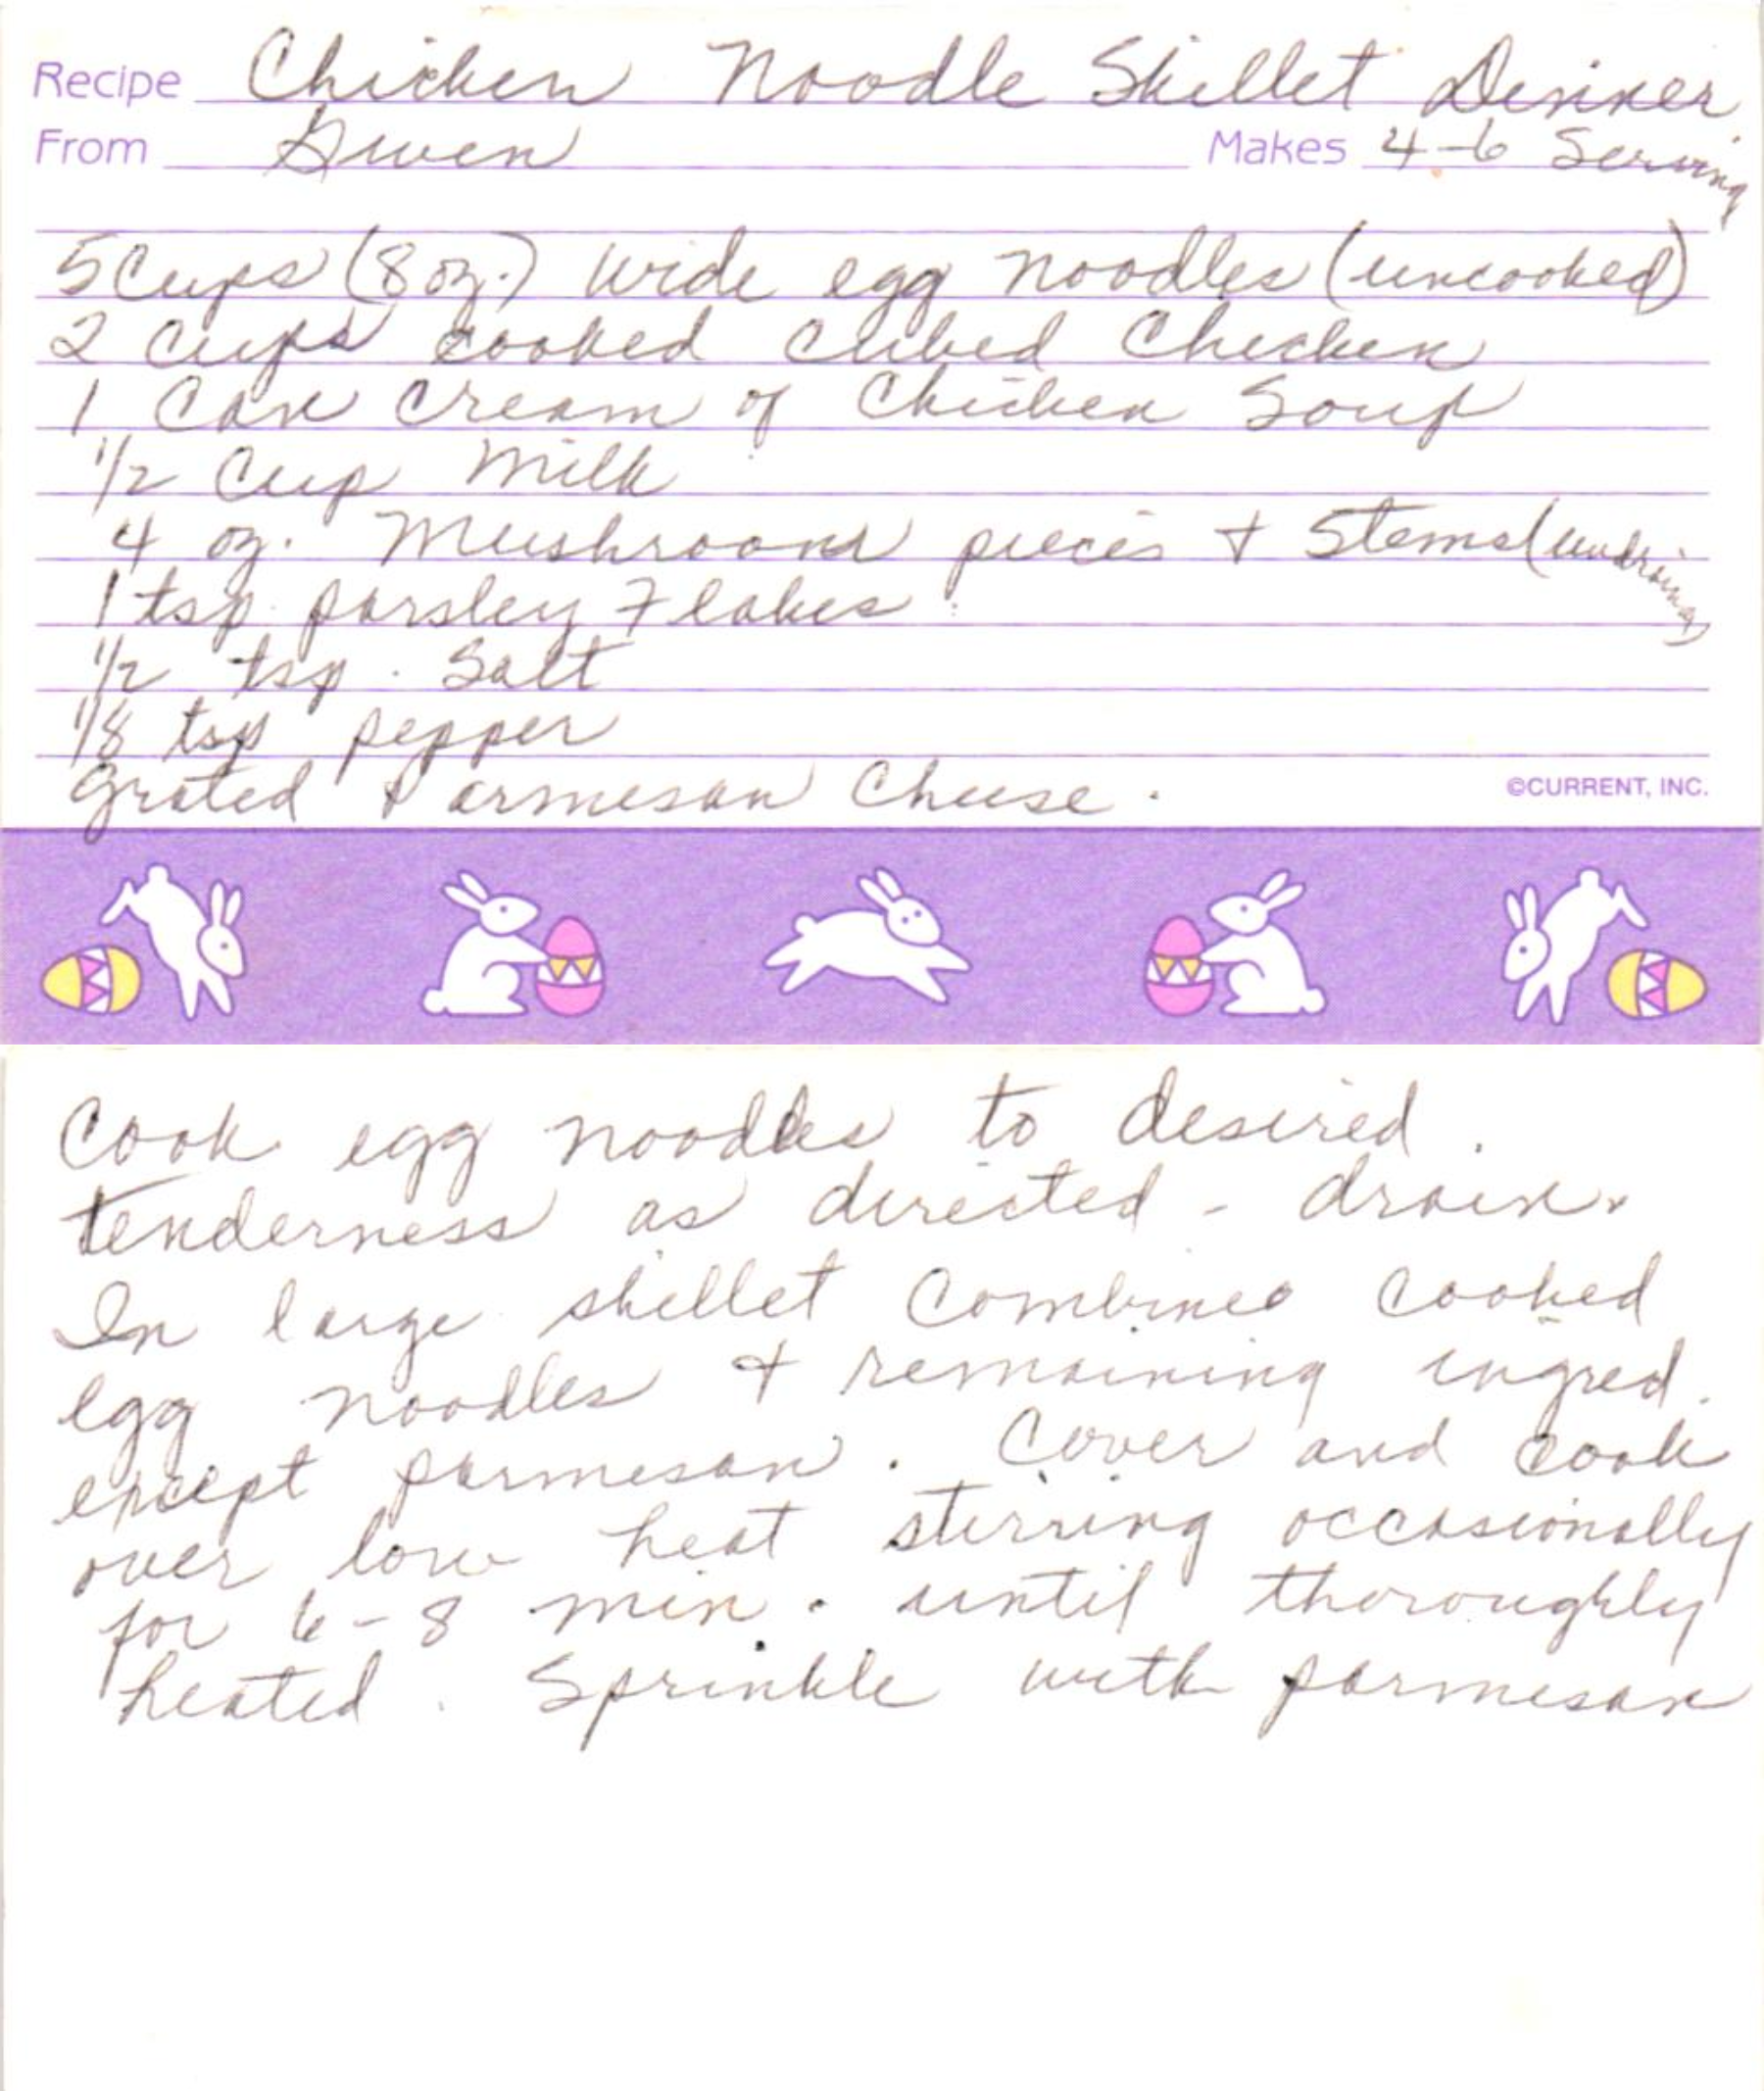 Recipe Chicken Noodle Skillet Dinner
From Gwen Makes 4-6 Serving
5 Cups (8 oz.) wide egg noodles (uncooked)
2 Cups cooked cubed Chicken
1 Can Cream of Chicken Soup
1/2 Cup Milk
4 oz. Mushroom pieces + Stems (undraing)
1 tsp. parsley Flakes
1/2 tsp. Salt
1/8 tsp pepper
grated Parmesan Cheese.
©CURRENT, INC.
Cook egg noodles to desired
tenderness as directed - drain.
In large skillet Combine cooked
egg noodles + remaining ingred.
except parmesan. Cover and cook
over low heat stirring occasionally
for 6-8 min. until thoroughly
heated. Sprinkle with parmesan